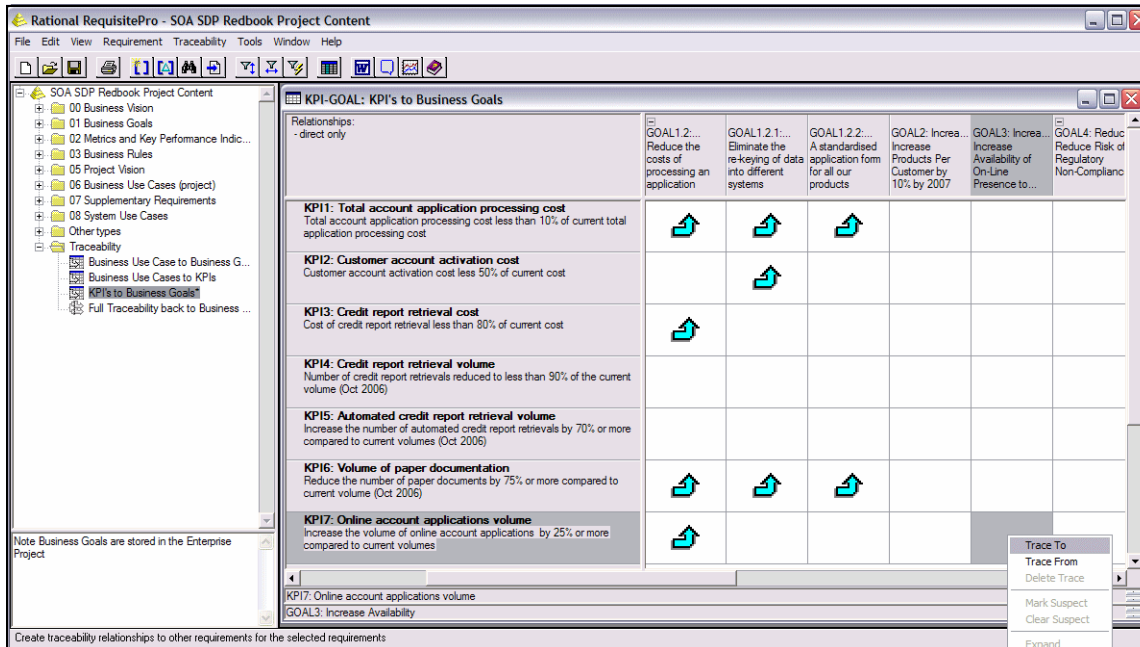 Rational RequisitePro - SOA SDP Redbook Project Content
File Edit View Requirement Traceability Tools Window Help
SOA SDP Redbook Project Content
00 Business Vision
01 Business Goals
02 Metrics and Key Performance Indic...
03 Business Rules
05 Project Vision
06 Business Use Cases (project)
07 Supplementary Requirements
08 System Use Cases
Other types
Traceability
Business Use Case to Business G...
Business Use Cases to KPIs
KPI's to Business Goals*
Full Traceability back to Business ...
Note Business Goals are stored in the Enterprise
Project
KPI-GOAL: KPI's to Business Goals
Relationships:
- direct only
GOAL1.2:...
Reduce the
costs of
processing an
application
GOAL1.2.1:...
Eliminate the
re-keying of data
into different
systems
GOAL1.2.2:...
A standardised
application form
for all our
products
GOAL2: Increa...
Increase
Products Per
Customer by
10% by 2007
GOAL3: Increa...
Increase
Availability of
On-Line
Presence to...
GOAL4: Reduc
Reduce Risk of
Regulatory
Non-Complianc
KPI1: Total account application processing cost
Total account application processing cost less than 10% of current total
application processing cost
KPI2: Customer account activation cost
Customer account activation cost less 50% of current cost
KPI3: Credit report retrieval cost
Cost of credit report retrieval less than 80% of current cost
KPI4: Credit report retrieval volume
Number of credit report retrievals reduced to less than 90% of the current
volume (Oct 2006)
KPI5: Automated credit report retrieval volume
Increase the number of automated credit report retrievals by 70% or more
compared to current volumes (Oct 2006)
KPI6: Volume of paper documentation
Reduce the number of paper documents by 75% or more compared to
current volume (Oct 2006)
KPI7: Online account applications volume
Increase the volume of online account applications by 25% or more
compared to current volumes
Trace To
Trace From
Delete Trace
Mark Suspect
Clear Suspect
Expand
KPI7: Online account applications volume
GOAL3: Increase Availability
Create traceability relationships to other requirements for the selected requirements